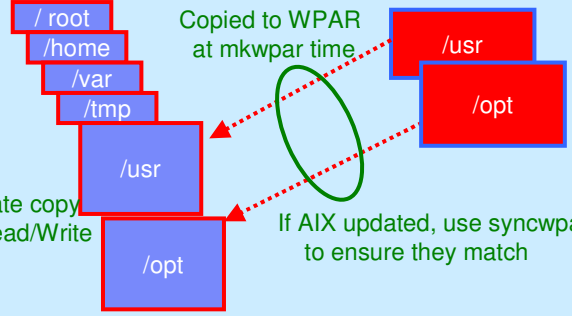 / root
/home
/var
/tmp
/usr
/opt
Copied to WPAR
at mkwpar time
/usr
/opt
ate copy
ead/Write
If AIX updated, use syncwpa
to ensure they match